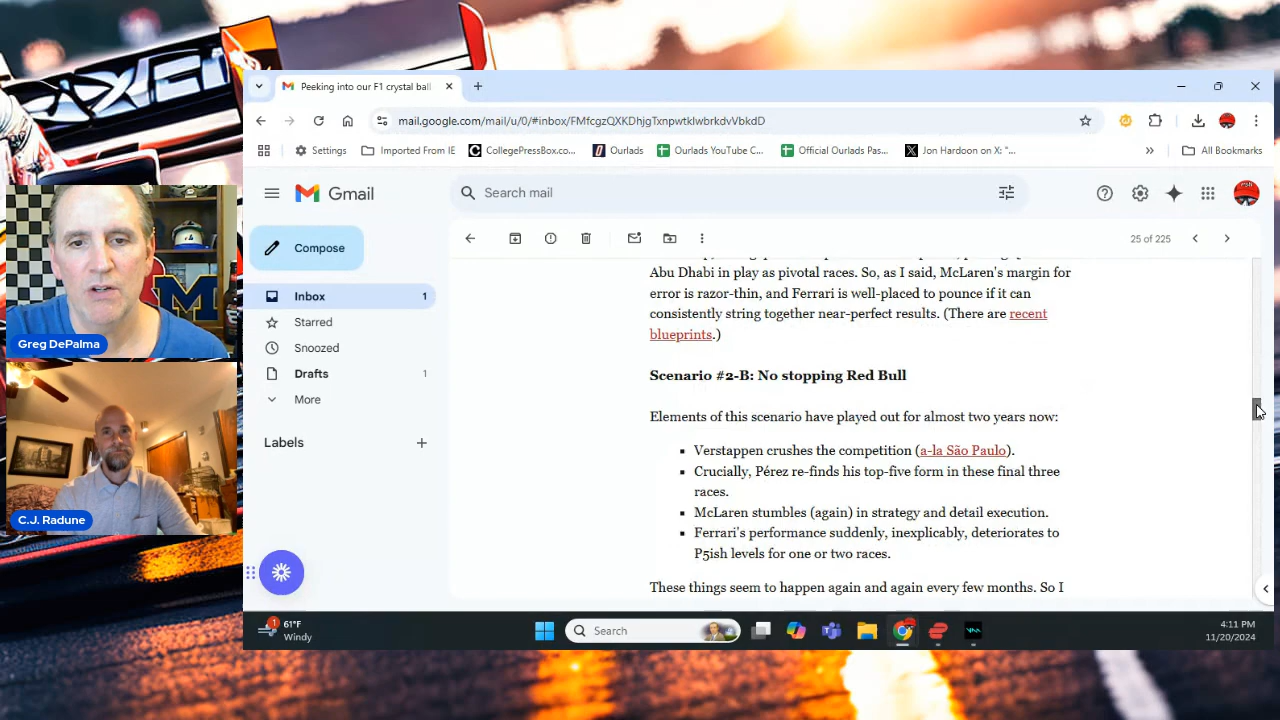 Peeking into our F1 crystal ball
mail.google.com/mail/u/0/#inbox/FMfcgzQXKDhjgTxnpwtklwbrkdvVbkdD
Settings
Imported From IE
CollegePressBox.co...
Ourlads
Ourlads YouTube C...
Official Ourlads Pas...
Jon Hardoon on X: "...
All Bookmarks
Gmail
Search mail
Compose
25 of 225
Inbox 1
Starred
Snoozed
Drafts 1
More
Labels
Abu Dhabi in play as pivotal races. So, as I said, McLaren's margin for
error is razor-thin, and Ferrari is well-placed to pounce if it can
consistently string together near-perfect results. (There are recent
blueprints.)
Scenario #2-B: No stopping Red Bull
Elements of this scenario have played out for almost two years now:
Verstappen crushes the competition (a-la São Paulo).
Crucially, Pérez re-finds his top-five form in these final three
races.
McLaren stumbles (again) in strategy and detail execution.
Ferrari's performance suddenly, inexplicably, deteriorates to
P5ish levels for one or two races.
These things seem to happen again and again every few months. So I
Greg DePalma
C.J. Radune
M
1
61°F
Windy
Search
4:11 PM
11/20/2024